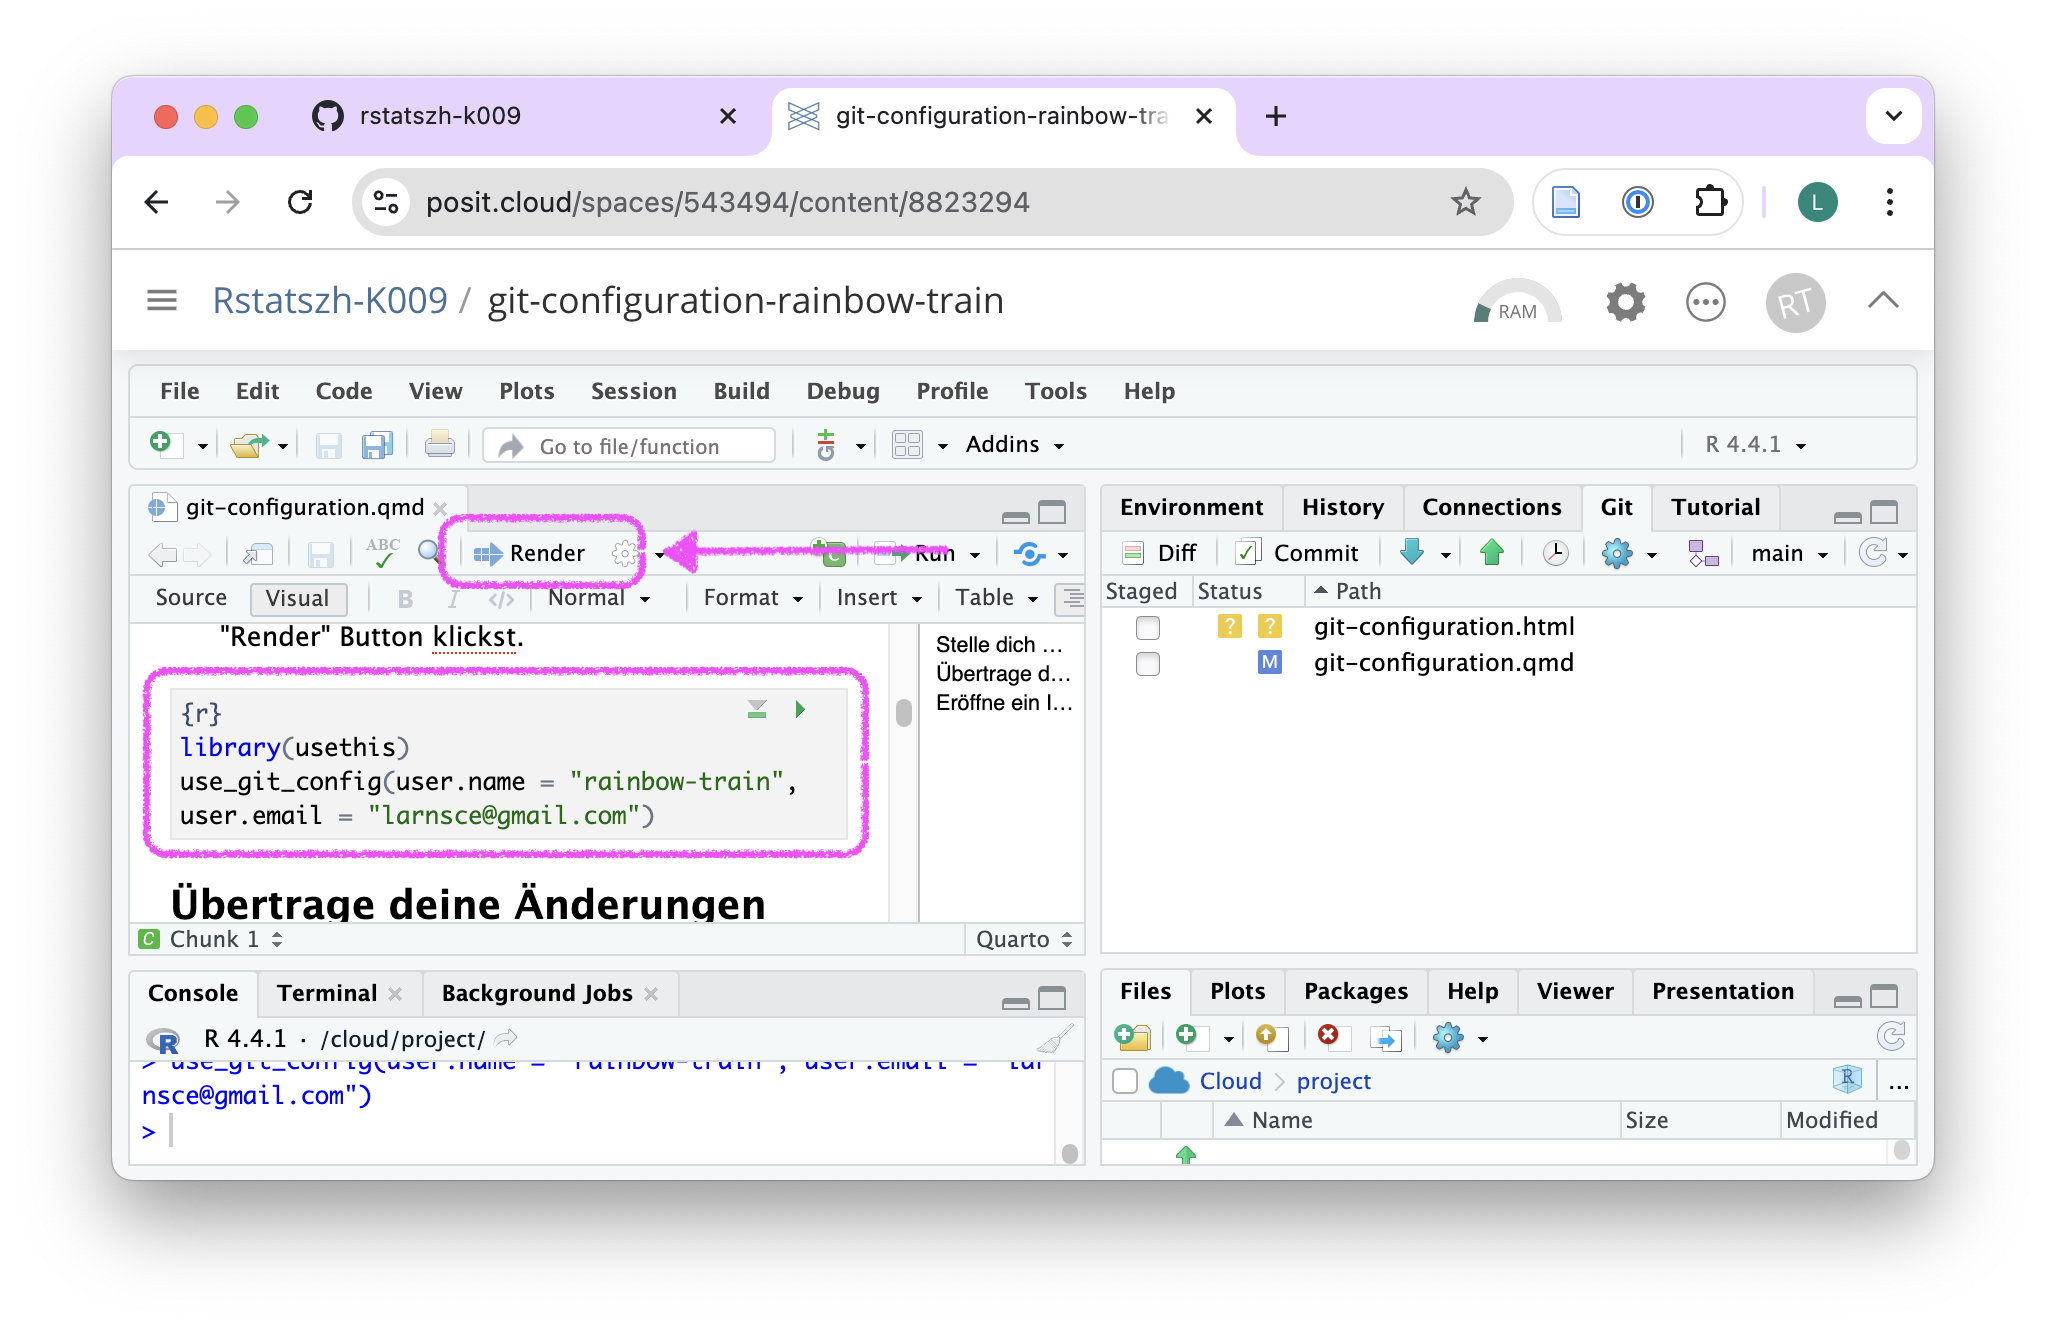 rstatszh-k009
git-configuration-rainbow-tra
posit.cloud/spaces/543494/content/8823294
L
Rstatszh-K009 / git-configuration-rainbow-train
RAM
RT
File Edit Code View Plots Session Build Debug Profile Tools Help
Go to file/function
Addins
R 4.4.1
git-configuration.qmd
ABC
Render
Run
Source Visual B I </> Normal Format Insert Table
"Render" Button klickst.
{r}
library(usethis)
use_git_config(user.name = "rainbow-train",
user.email = "larnsce@gmail.com")
Übertrage deine Änderungen
Stelle dich ...
Übertrage d...
Eröffne ein I...
C Chunk 1
Quarto
Environment History Connections Git Tutorial
Diff Commit main
Staged Status Path
? ? git-configuration.html
M git-configuration.qmd
Console Terminal Background Jobs
R R 4.4.1 · /cloud/project/
> use_git_config(user.name = "rainbow-train", user.email = "lar
nsce@gmail.com")
>
Files Plots Packages Help Viewer Presentation
Cloud > project
R
...
Name Size Modified